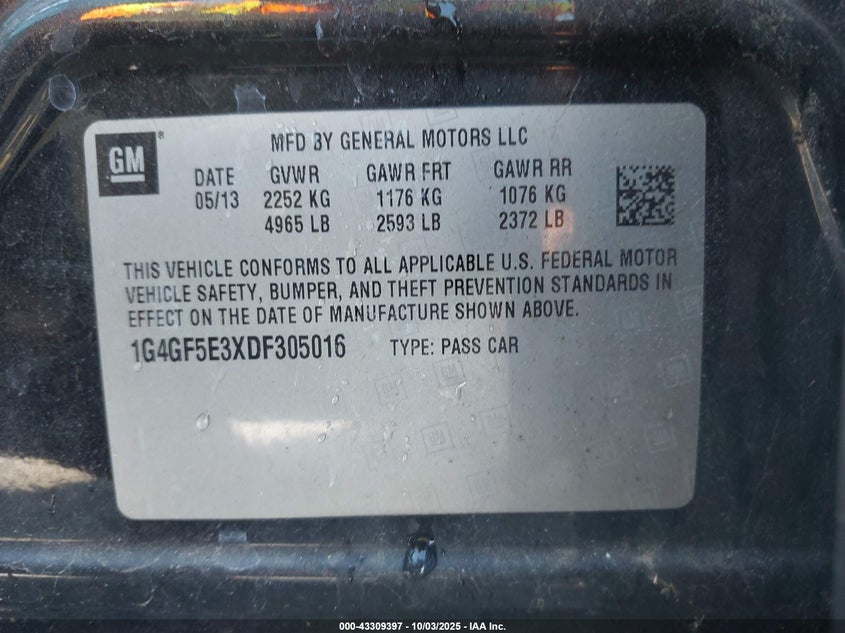 GM ®
MFD BY GENERAL MOTORS LLC
DATE GVWR GAWR FRT GAWR RR
05/13 2252 KG 1176 KG 1076 KG
4965 LB 2593 LB 2372 LB
THIS VEHICLE CONFORMS TO ALL APPLICABLE U.S. FEDERAL MOTOR
VEHICLE SAFETY, BUMPER, AND THEFT PREVENTION STANDARDS IN
EFFECT ON THE DATE OF MANUFACTURE SHOWN ABOVE.
1G4GF5E3XDF305016 TYPE: PASS CAR
000-43309397 - 10/03/2025 - IAA Inc.